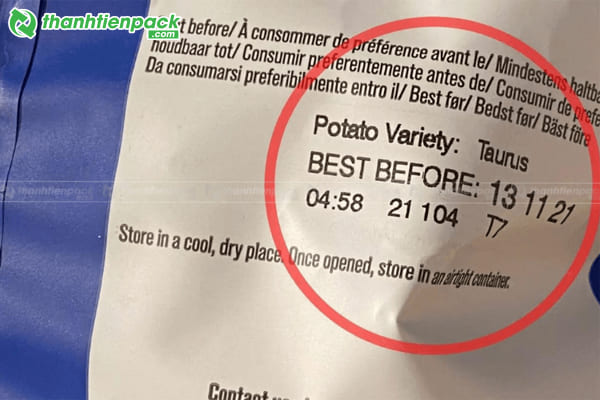 thanhtienpack.com
st before/ À consommer de préférence avant le/ Mindestens haltba
houdbaar tot/ Consumir preferentemente antes de/ Consumir de prefe
Da consumarsi preferibilmente entro il/ Best før/ Bedst før/ Bäst före
Potato Variety: Taurus
BEST BEFORE: 13 11 21
04:58 21 104 T7
Store in a cool, dry place. Once opened, store in an airtight container.
Contact